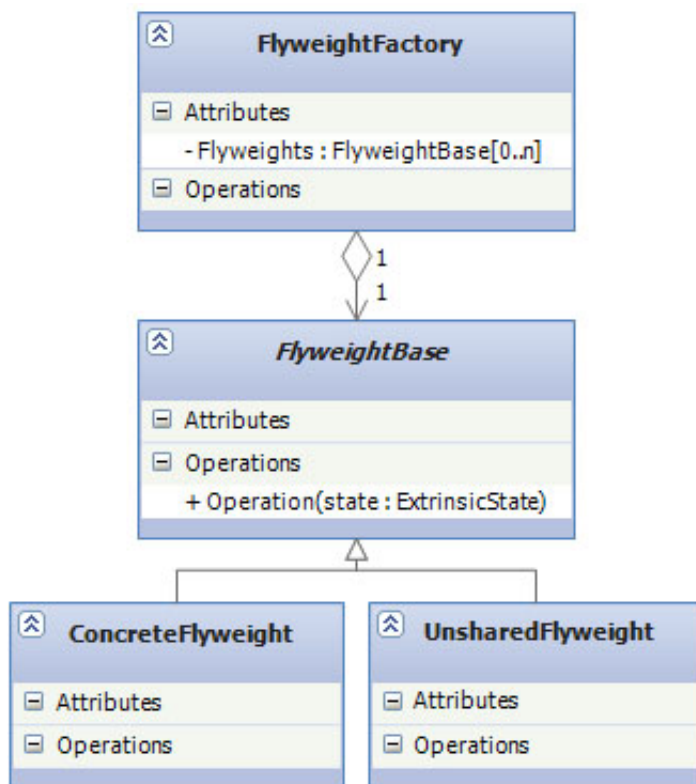 FlyweightFactory
Attributes
- Flyweights : FlyweightBase[0..n]
Operations
1
1
FlyweightBase
Attributes
Operations
+ Operation(state : ExtrinsicState)
ConcreteFlyweight
Attributes
Operations
UnsharedFlyweight
Attributes
Operations